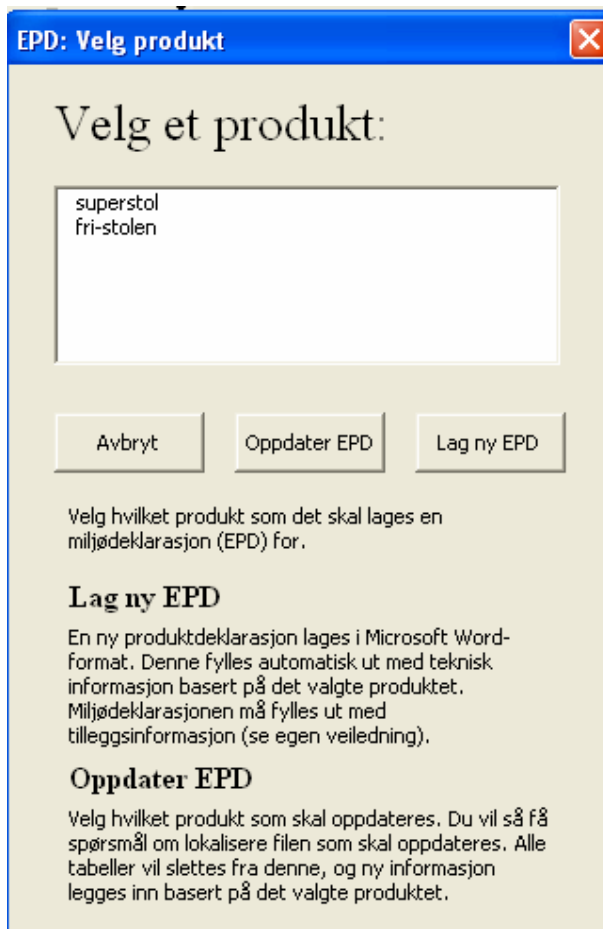 EPD: Velg produkt
Velg et produkt:
superstol
fri-stolen
Avbryt
Oppdater EPD
Lag ny EPD
Velg hvilket produkt som det skal lages en
miljødeklarasjon (EPD) for.
Lag ny EPD
En ny produktdeklarasjon lages i Microsoft Word-
format. Denne fylles automatisk ut med teknisk
informasjon basert på det valgte produktet.
Miljødeklarasjonen må fylles ut med
tilleggsinformasjon (se egen veiledning).
Oppdater EPD
Velg hvilket produkt som skal oppdateres. Du vil så få
spørsmål om lokalisere filen som skal oppdateres. Alle
tabeller vil slettes fra denne, og ny informasjon
legges inn basert på det valgte produktet.